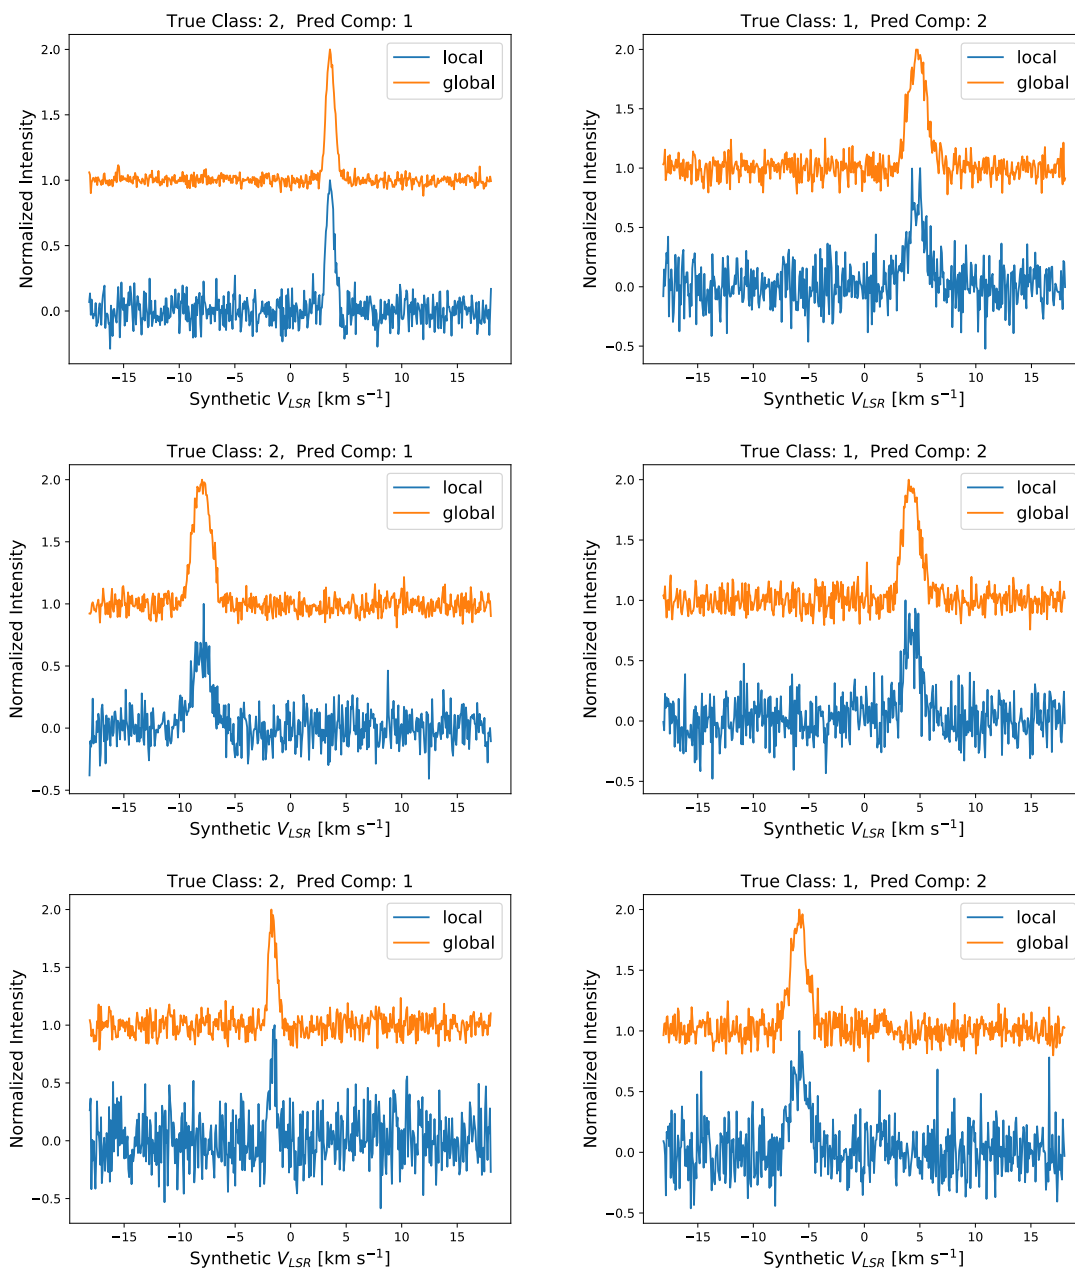 True Class: 2,  Pred Comp: 1
local
global
2.0
1.5
1.0
0.5
0.0
Normalized Intensity
−15 −10 −5 0 5 10 15
Synthetic V_LSR [km s⁻¹]
True Class: 1,  Pred Comp: 2
local
global
2.0
1.5
1.0
0.5
0.0
−0.5
Normalized Intensity
−15 −10 −5 0 5 10 15
Synthetic V_LSR [km s⁻¹]
True Class: 2,  Pred Comp: 1
local
global
2.0
1.5
1.0
0.5
0.0
−0.5
Normalized Intensity
−15 −10 −5 0 5 10 15
Synthetic V_LSR [km s⁻¹]
True Class: 1,  Pred Comp: 2
local
global
2.0
1.5
1.0
0.5
0.0
−0.5
Normalized Intensity
−15 −10 −5 0 5 10 15
Synthetic V_LSR [km s⁻¹]
True Class: 2,  Pred Comp: 1
local
global
2.0
1.5
1.0
0.5
0.0
−0.5
Normalized Intensity
−15 −10 −5 0 5 10 15
Synthetic V_LSR [km s⁻¹]
True Class: 1,  Pred Comp: 2
local
global
2.0
1.5
1.0
0.5
0.0
−0.5
Normalized Intensity
−15 −10 −5 0 5 10 15
Synthetic V_LSR [km s⁻¹]